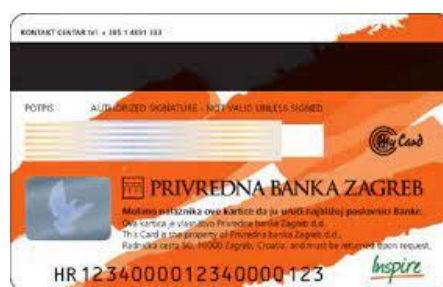 KONTAKT CENTAR tel. + 385 1 4891 333
POTPIS AUTHORIZED SIGNATURE - NOT VALID UNLESS SIGNED
My Card
PRIVREDNA BANKA ZAGREB
Molimo nalaznika ove kartice da ju uruči najbližoj poslovnici Banke.
Ova kartica je vlasništvo Privredne banke Zagreb d.d.
This Card is the property of Privredna banka Zagreb d.d.,
Radnička cesta 50, 10000 Zagreb, Croatia, and must be returned upon request.
HR1234000012340000123
Inspire